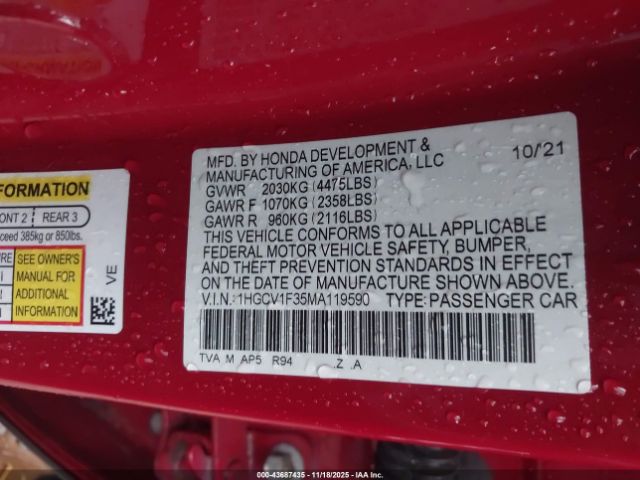 FORMATION
ONT 2 REAR 3
ceed 385kg or 850lbs.
SEE OWNER'S
MANUAL FOR
ADDITIONAL
INFORMATION
VE
MFD. BY HONDA DEVELOPMENT & 10/'21
MANUFACTURING OF AMERICA, LLC
GVWR 2030KG (4475LBS)
GAWR F 1070KG (2358LBS)
GAWR R 960KG (2116LBS)
THIS VEHICLE CONFORMS TO ALL APPLICABLE
FEDERAL MOTOR VEHICLE SAFETY, BUMPER,
AND THEFT PREVENTION STANDARDS IN EFFECT
ON THE DATE OF MANUFACTURE SHOWN ABOVE.
V.I.N.: 1HGCV1F35MA119590 TYPE: PASSENGER CAR
TVA M AP5 R94 .Z .A
000-43687435 - 11/18/2025 - IAAI.COM